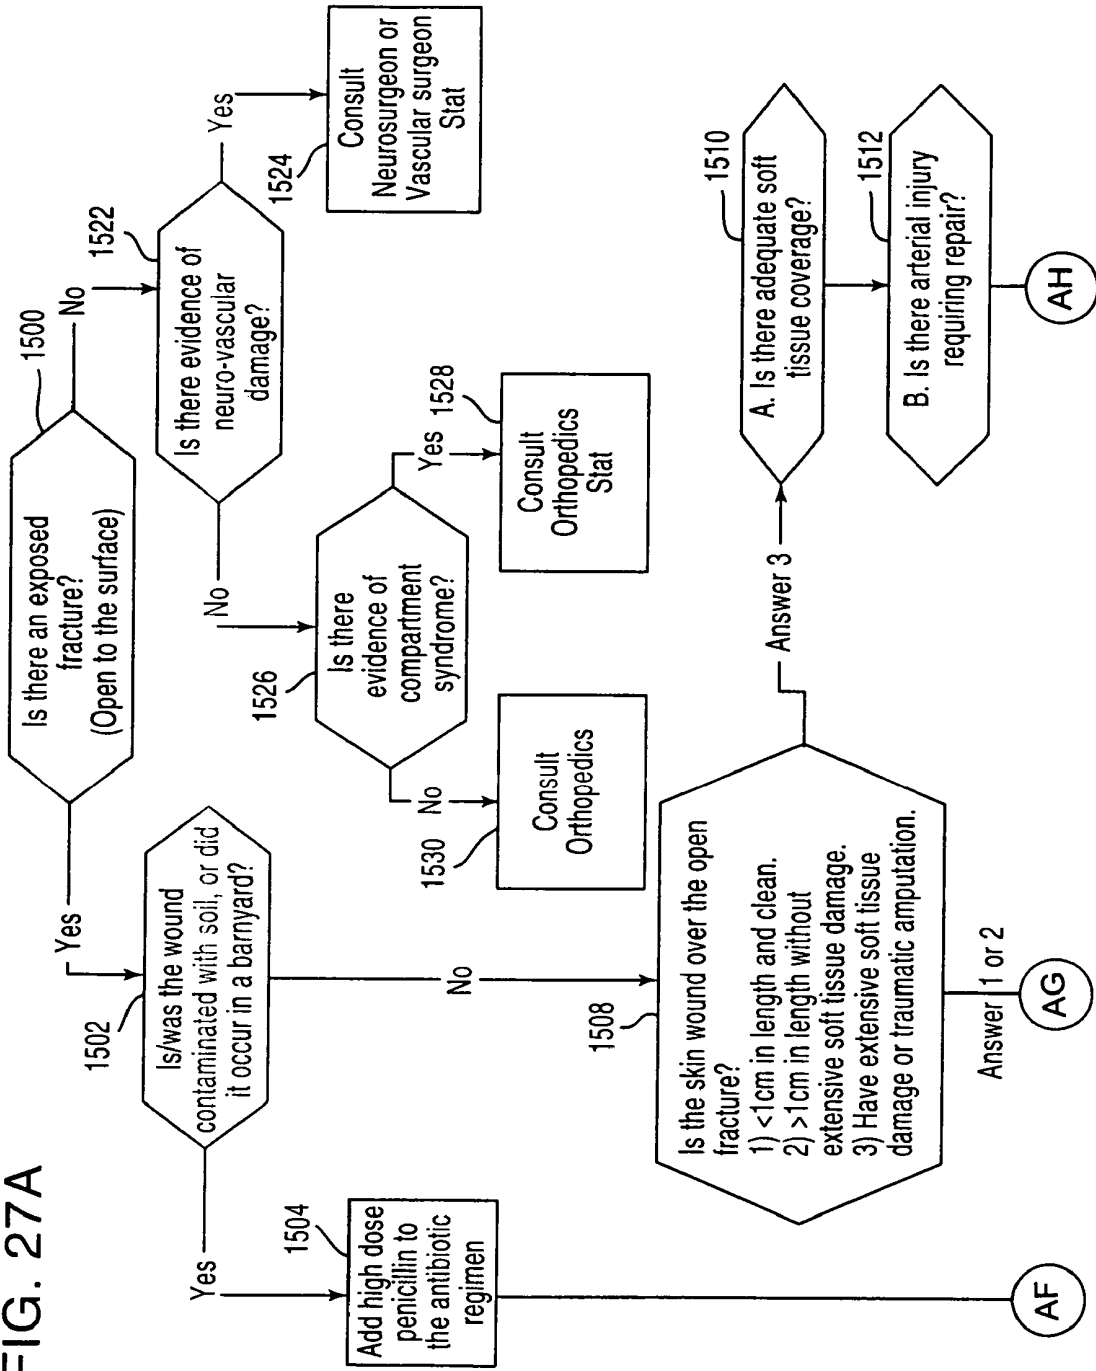 FIG. 27A
1500
Is there an exposed
fracture?
(Open to the surface)
Yes
No
1502
Is/was the wound
contaminated with soil, or did
it occur in a barnyard?
Yes
No
1504
Add high dose
penicillin to
the antibiotic
regimen
AF
1522
Is there evidence of
neuro-vascular
damage?
No
Yes
1524
Consult
Neurosurgeon or
Vascular surgeon
Stat
1526
Is there
evidence of
compartment
syndrome?
No
Yes
1530
Consult
Orthopedics
1528
Consult
Orthopedics
Stat
1508
Is the skin wound over the open
fracture?
1) <1cm in length and clean.
2) >1cm in length without
extensive soft tissue damage.
3) Have extensive soft tissue
damage or traumatic amputation.
Answer 1 or 2
AG
Answer 3
1510
A. Is there adequate soft
tissue coverage?
1512
B. Is there arterial injury
requiring repair?
AH